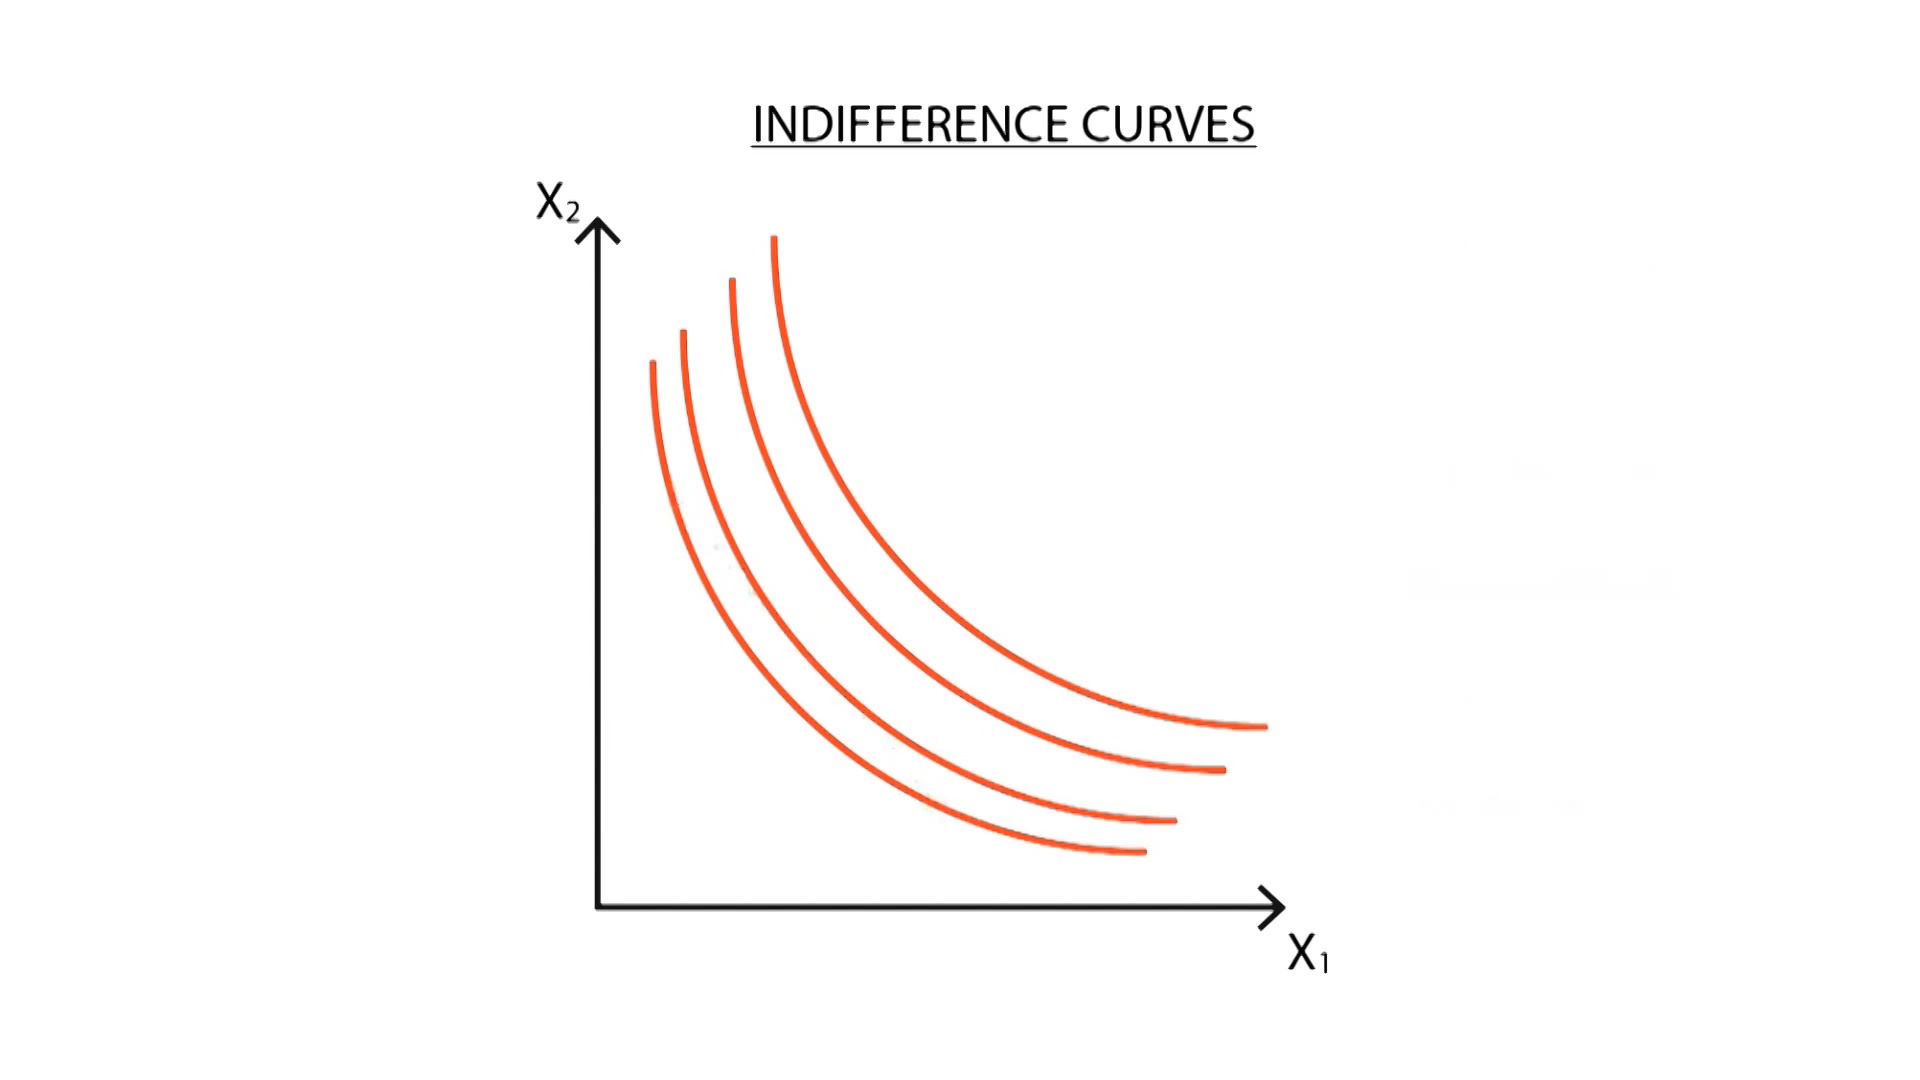 INDIFFERENCE CURVES
X₂
X₁